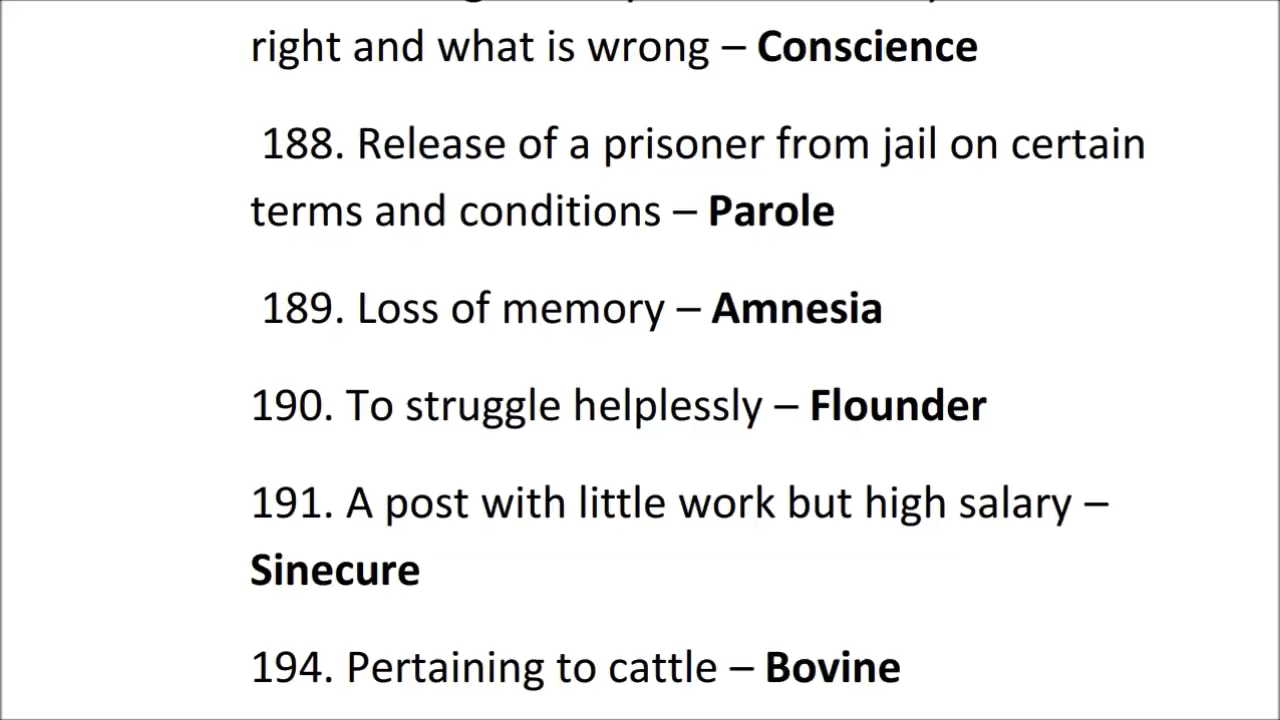 right and what is wrong – Conscience
188. Release of a prisoner from jail on certain
terms and conditions – Parole
189. Loss of memory – Amnesia
190. To struggle helplessly – Flounder
191. A post with little work but high salary –
Sinecure
194. Pertaining to cattle – Bovine